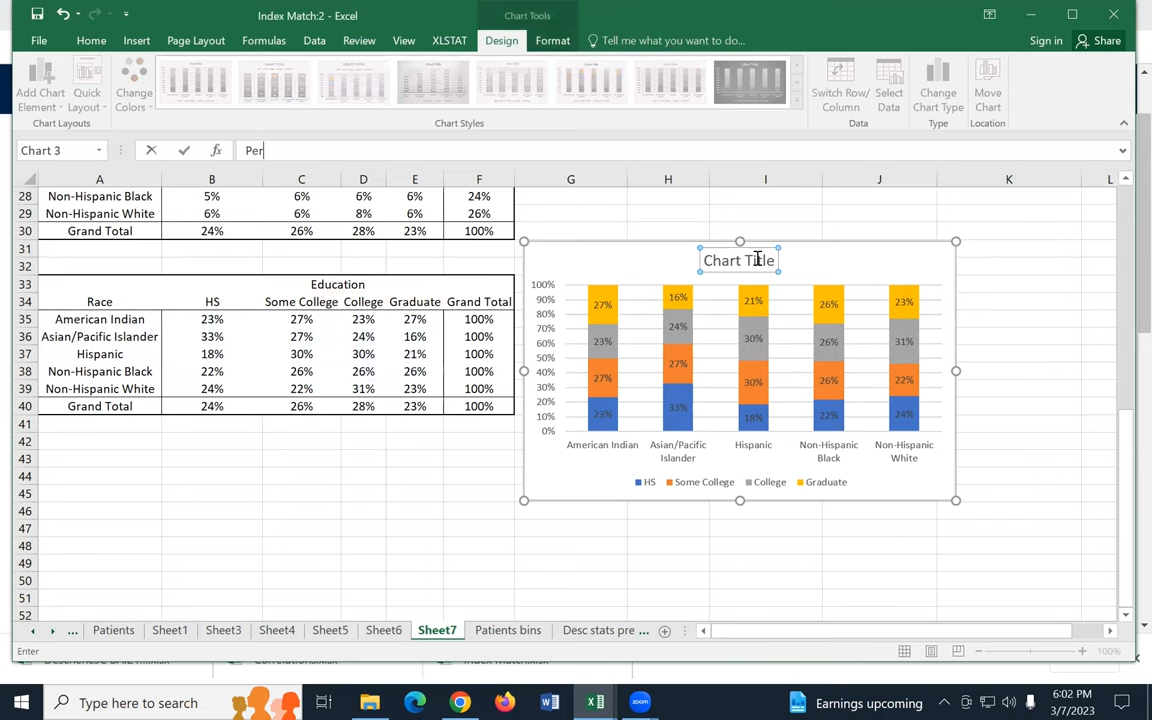 Index Match:2 - Excel
Chart Tools
File Home Insert Page Layout Formulas Data Review View XLSTAT Design Format Tell me what you want to do... Sign in Share
Add Chart Element Quick Layout Change Colors Switch Row/ Column Select Data Change Chart Type Move Chart
Chart Layouts Chart Styles Data Type Location
Chart 3 fx Per
A B C D E F G H I J K L
28 Non-Hispanic Black 5% 6% 6% 6% 24%
29 Non-Hispanic White 6% 6% 8% 6% 26%
30 Grand Total 24% 26% 28% 23% 100%
31
32
33 Education
34 Race HS Some College College Graduate Grand Total
35 American Indian 23% 27% 23% 27% 100%
36 Asian/Pacific Islander 33% 27% 24% 16% 100%
37 Hispanic 18% 30% 30% 21% 100%
38 Non-Hispanic Black 22% 26% 26% 26% 100%
39 Non-Hispanic White 24% 22% 31% 23% 100%
40 Grand Total 24% 26% 28% 23% 100%
41
42
43
44
45
46
47
48
49
50
51
52
Chart Title
100%
90%
80%
70%
60%
50%
40%
30%
20%
10%
0%
27% 16% 21% 26% 23%
23% 24% 30% 26% 31%
27% 27% 30% 26% 22%
23% 33% 18% 22% 24%
American Indian Asian/Pacific Islander Hispanic Non-Hispanic Black Non-Hispanic White
HS Some College College Graduate
... Patients Sheet1 Sheet3 Sheet4 Sheet5 Sheet6 Sheet7 Patients bins Desc stats pre ...
Enter 100%
Type here to search Earnings upcoming 6:02 PM
3/7/2023